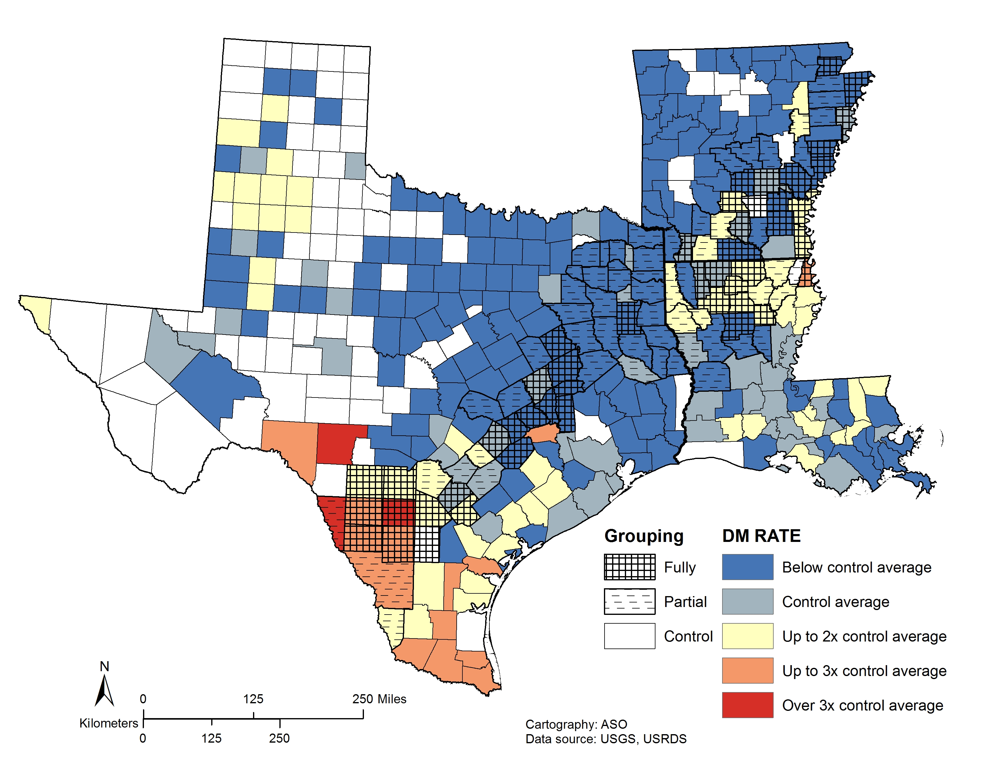 Grouping
Fully
Partial
Control
DM RATE
Below control average
Control average
Up to 2x control average
Up to 3x control average
Over 3x control average
N
0 125 250 Miles
Kilometers
0 125 250
Cartography: ASO
Data source: USGS, USRDS